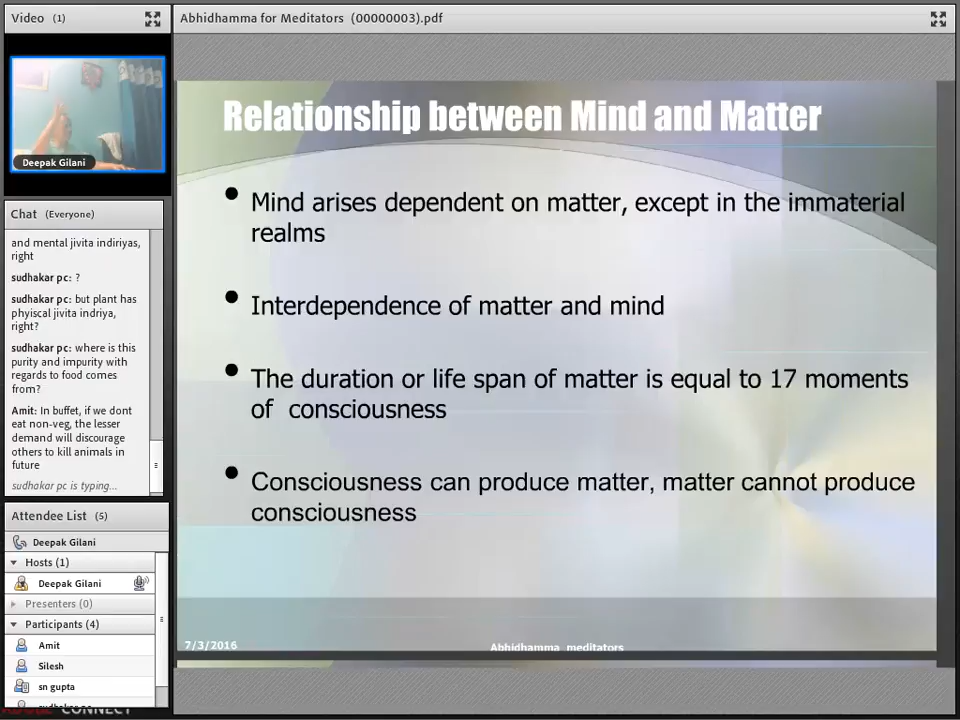 Video (1)
Deepak Gilani
Chat (Everyone)
and mental jivita indiriyas,
right
sudhakar pc: ?
sudhakar pc: but plant has
phyiscal jivita indriya,
right?
sudhakar pc: where is this
purity and impurity with
regards to food comes
from?
Amit: In buffet, if we dont
eat non-veg, the lesser
demand will discourage
others to kill animals in
future
sudhakar pc is typing...
Attendee List (5)
Deepak Gilani
Hosts (1)
Deepak Gilani
Presenters (0)
Participants (4)
Amit
Silesh
sn gupta
CONNECT
Abhidhamma for Meditators (00000003).pdf
Relationship between Mind and Matter
• Mind arises dependent on matter, except in the immaterial
realms
• Interdependence of matter and mind
• The duration or life span of matter is equal to 17 moments
of consciousness
• Consciousness can produce matter, matter cannot produce
consciousness
7/3/2016
Abhidhamma meditators